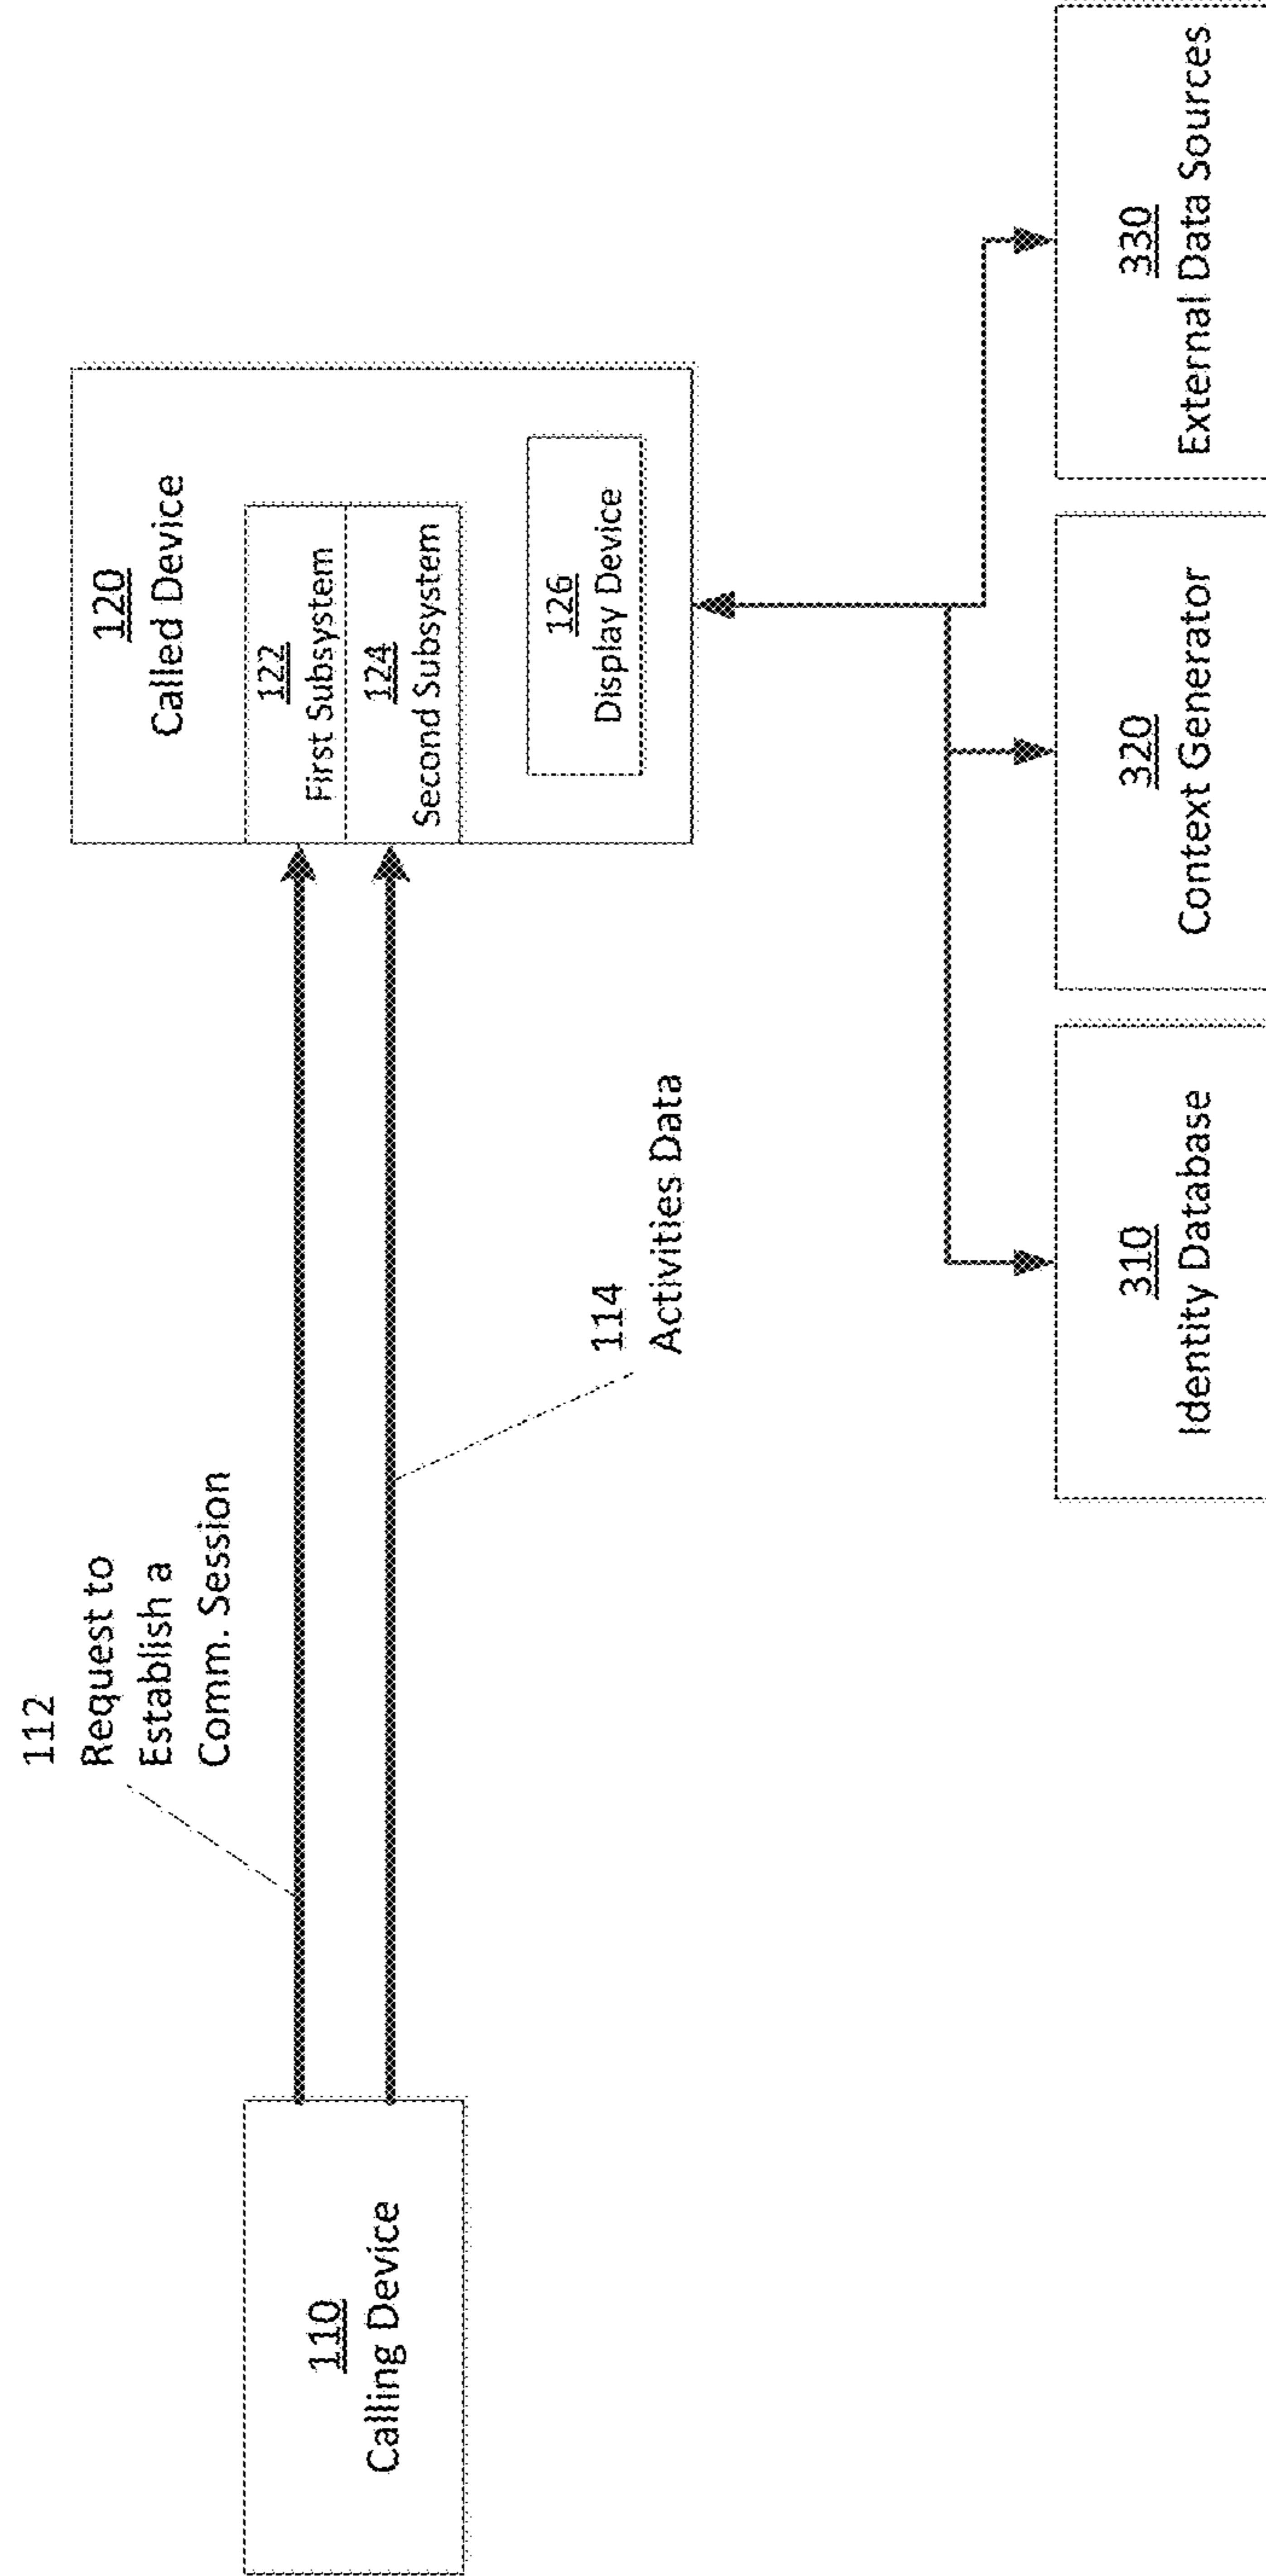 112
Request to
Establish a
Comm. Session
110
Calling Device
114
Activities Data
120
Called Device
122
First Subsystem
124
Second Subsystem
126
Display Device
310
Identity Database
320
Context Generator
330
External Data Sources